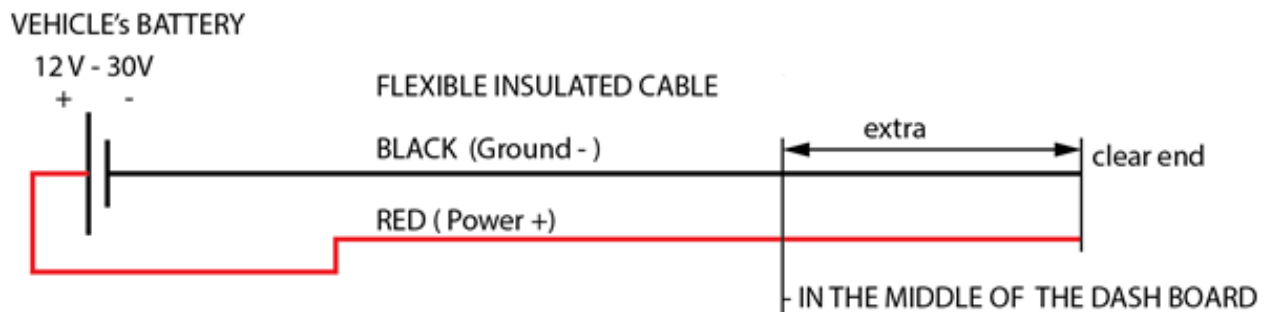 VEHICLE's BATTERY
12 V - 30V
+ -
FLEXIBLE INSULATED CABLE
BLACK (Ground - )
extra
clear end
RED ( Power +)
- IN THE MIDDLE OF THE DASH BOARD